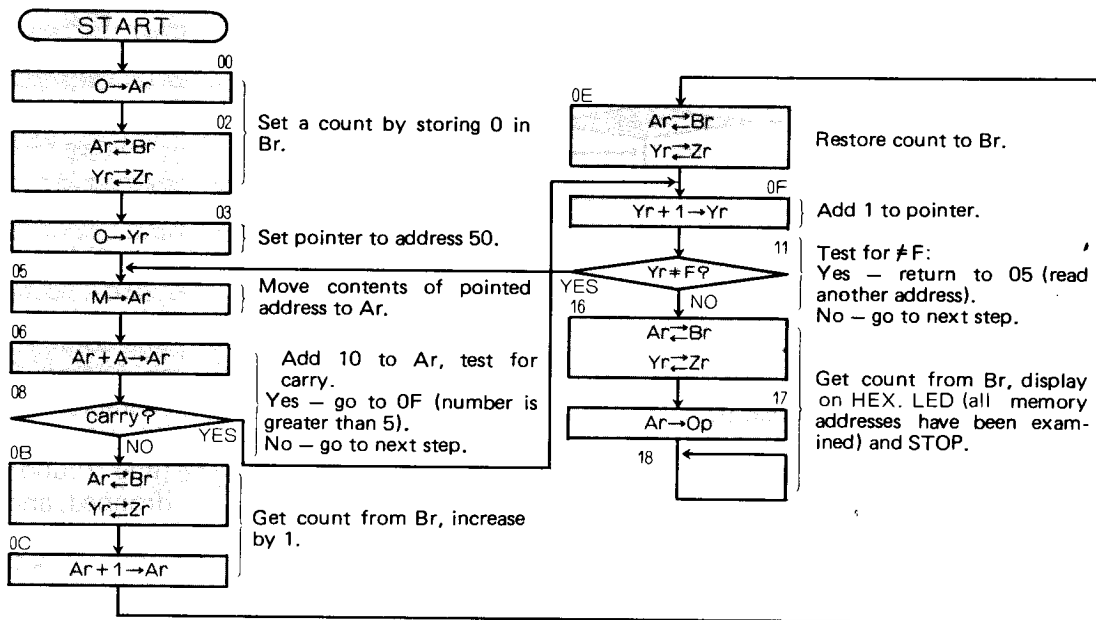 START
00
O→Ar
02
Ar⇄Br
Yr⇄Zr
Set a count by storing 0 in
Br.
03
O→Yr
Set pointer to address 50.
05
M→Ar
Move contents of pointed
address to Ar.
06
Ar+A→Ar
08
carry?
YES
NO
Add 10 to Ar, test for
carry.
Yes – go to 0F (number is
greater than 5).
No – go to next step.
0B
Ar⇄Br
Yr⇄Zr
0C
Ar+1→Ar
Get count from Br, increase
by 1.
0E
Ar⇄Br
Yr⇄Zr
Restore count to Br.
0F
Yr+1→Yr
Add 1 to pointer.
11
Yr≠F?
YES
NO
Test for ≠F:
Yes – return to 05 (read
another address).
No – go to next step.
16
Ar⇄Br
Yr⇄Zr
17
Ar→Op
18
Get count from Br, display
on HEX. LED (all memory
addresses have been exam-
ined) and STOP.